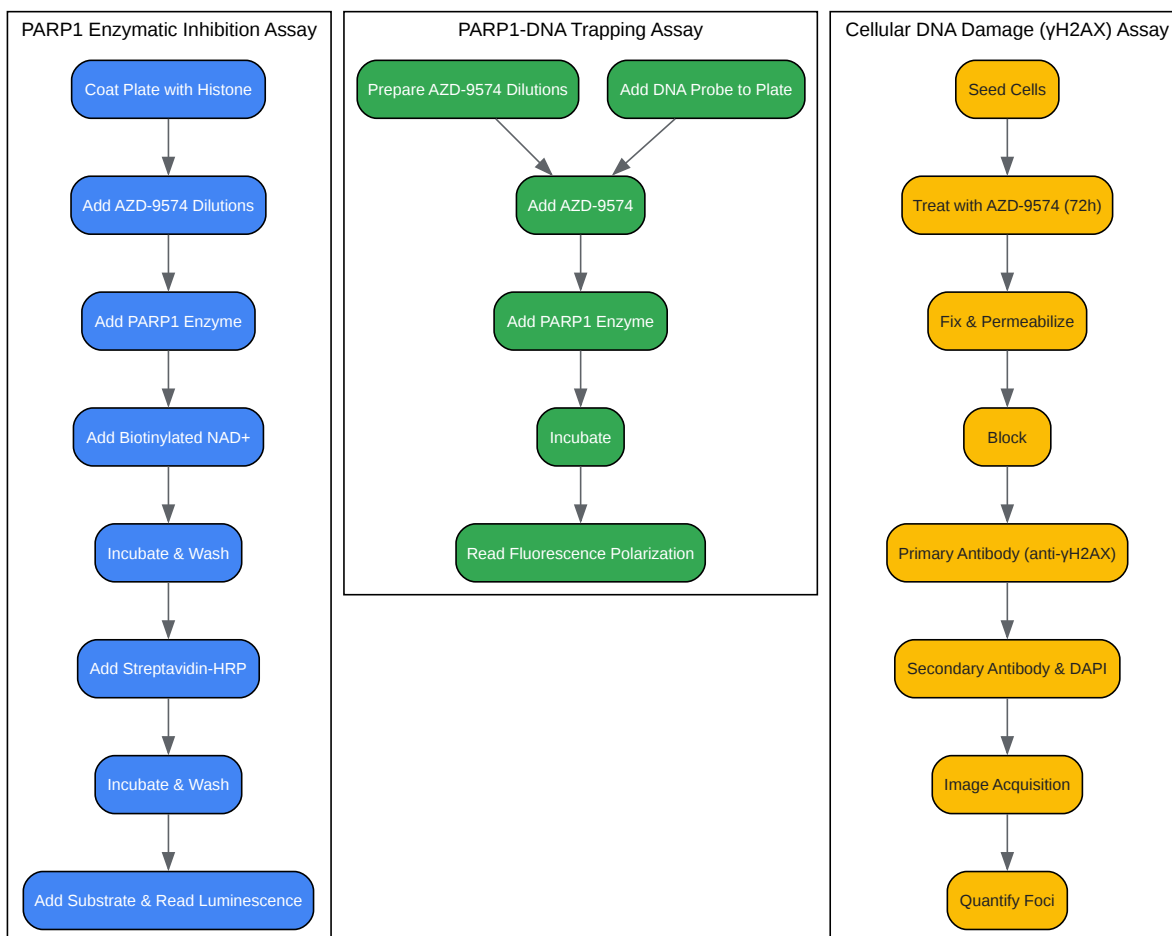 PARP1 Enzymatic Inhibition Assay
Coat Plate with Histone
Add AZD-9574 Dilutions
Add PARP1 Enzyme
Add Biotinylated NAD+
Incubate & Wash
Add Streptavidin-HRP
Incubate & Wash
Add Substrate & Read Luminescence
PARP1-DNA Trapping Assay
Prepare AZD-9574 Dilutions
Add DNA Probe to Plate
Add AZD-9574
Add PARP1 Enzyme
Incubate
Read Fluorescence Polarization
Cellular DNA Damage (γH2AX) Assay
Seed Cells
Treat with AZD-9574 (72h)
Fix & Permeabilize
Block
Primary Antibody (anti-γH2AX)
Secondary Antibody & DAPI
Image Acquisition
Quantify Foci